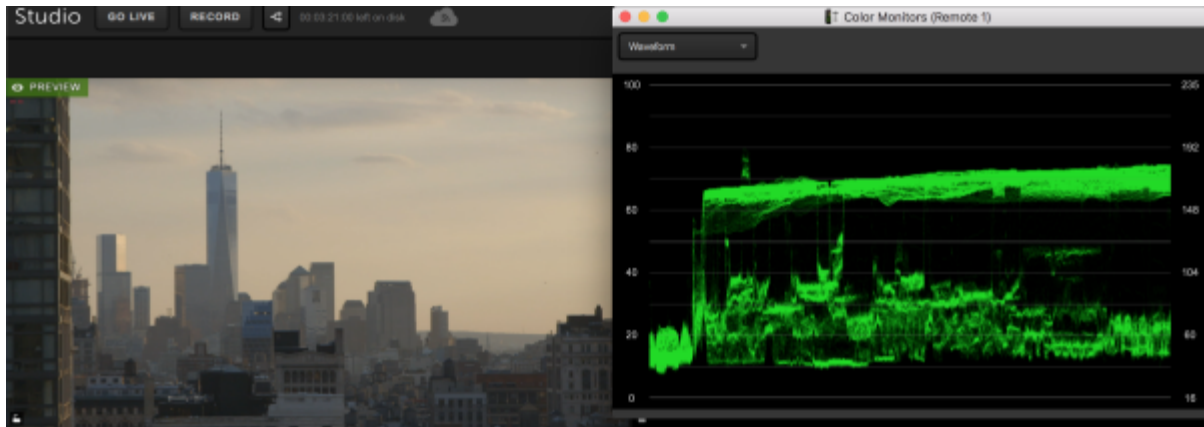 Studio GO LIVE RECORD 00:03:21:00 left on disk
PREVIEW
Color Monitors (Remote 1)
Waveform
100 235
80 192
60 148
40 104
20 60
0 16